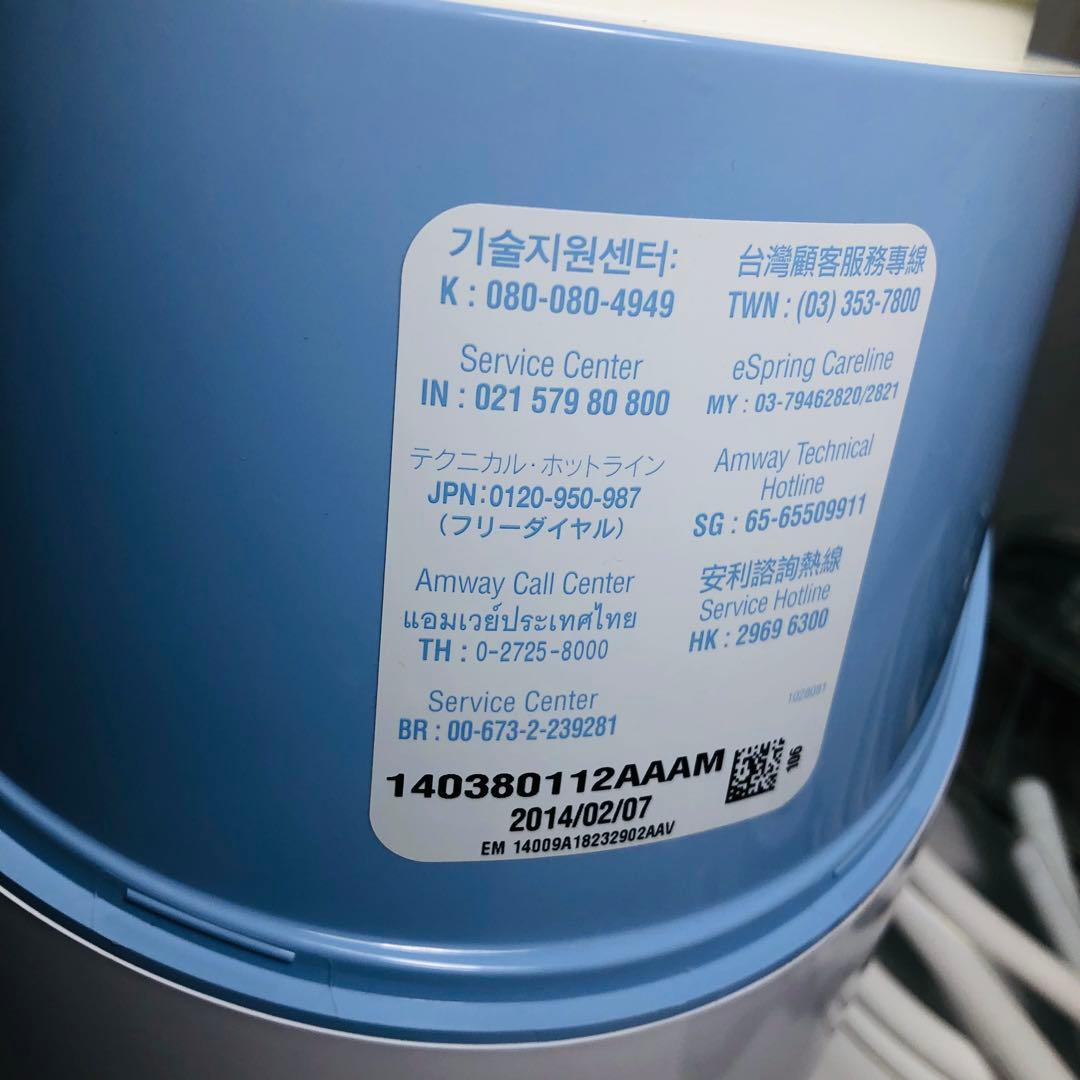 기술지원센터:
K : 080-080-4949
Service Center
IN : 021 579 80 800
テクニカル・ホットライン
JPN:0120-950-987
(フリーダイヤル)
Amway Call Center
แอมเวย์ประเทศไทย
TH : 0-2725-8000
Service Center
BR : 00-673-2-239281
台灣顧客服務專線
TWN : (03) 353-7800
eSpring Careline
MY : 03-79462820/2821
Amway Technical
Hotline
SG : 65-65509911
安利諮詢熱線
Service Hotline
HK : 2969 6300
1028081
140380112AAAM
106
2014/02/07
EM 14009A18232902AAV